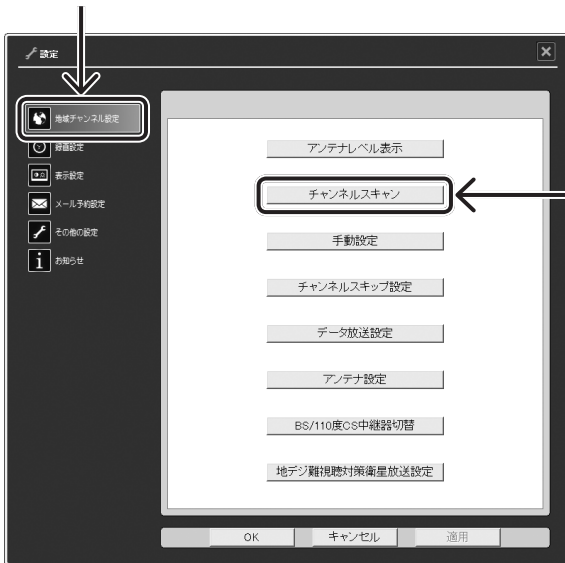 設定
地域チャンネル設定
録画設定
表示設定
メール予約設定
その他の設定
お知らせ
アンテナレベル表示
チャンネルスキャン
手動設定
チャンネルスキップ設定
データ放送設定
アンテナ設定
BS/110度CS中継器切替
地デジ難視聴対策衛星放送設定
OK キャンセル 適用